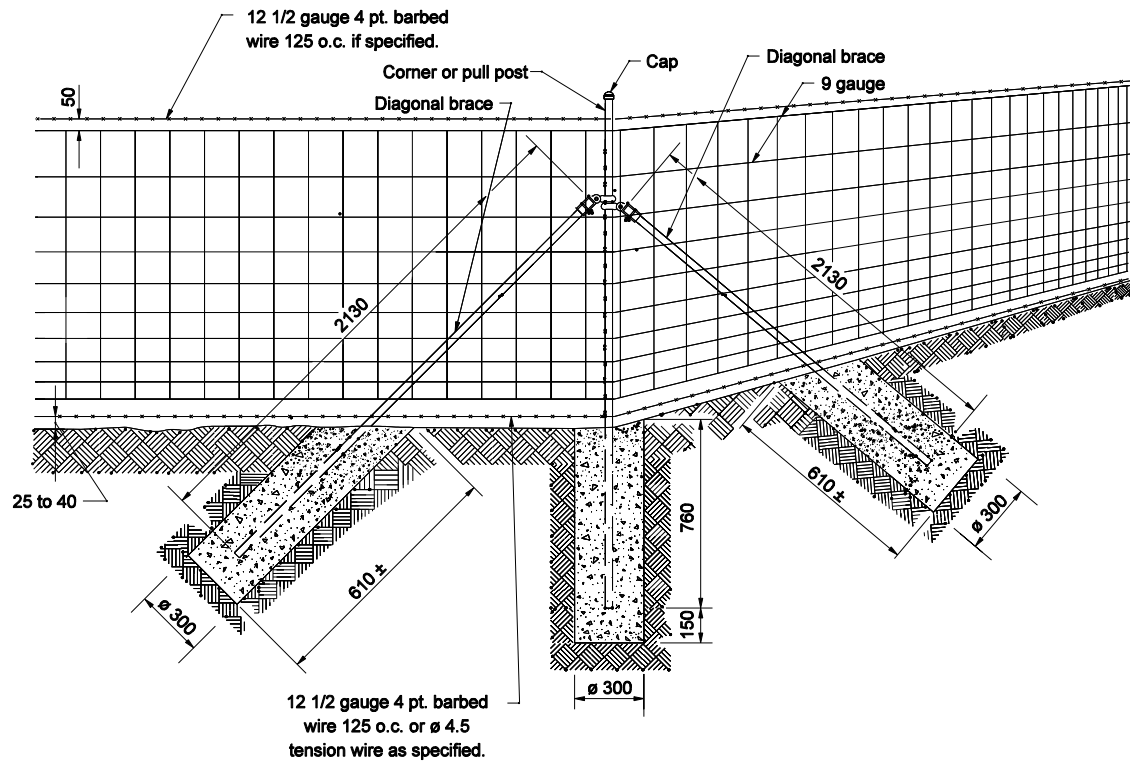 12 1/2 gauge 4 pt. barbed
wire 125 o.c. if specified.
Cap
Diagonal brace
Corner or pull post
9 gauge
Diagonal brace
50
2130
2130
25 to 40
760
610 ±
ø 300
610 ±
ø 300
150
ø 300
12 1/2 gauge 4 pt. barbed
wire 125 o.c. or ø 4.5
tension wire as specified.